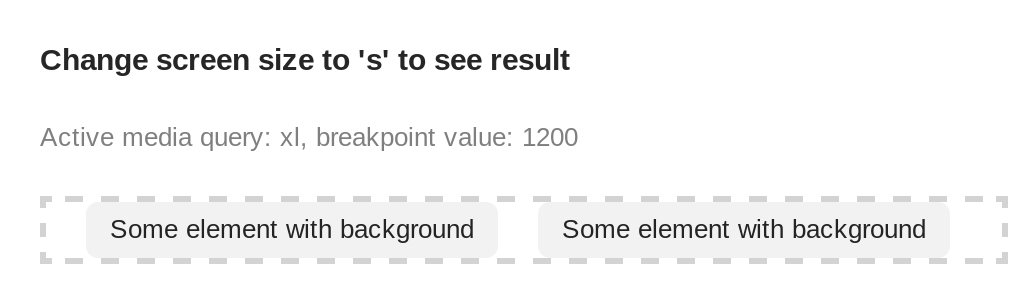 Change screen size to 's' to see result
Active media query: xl, breakpoint value: 1200
Some element with background Some element with background